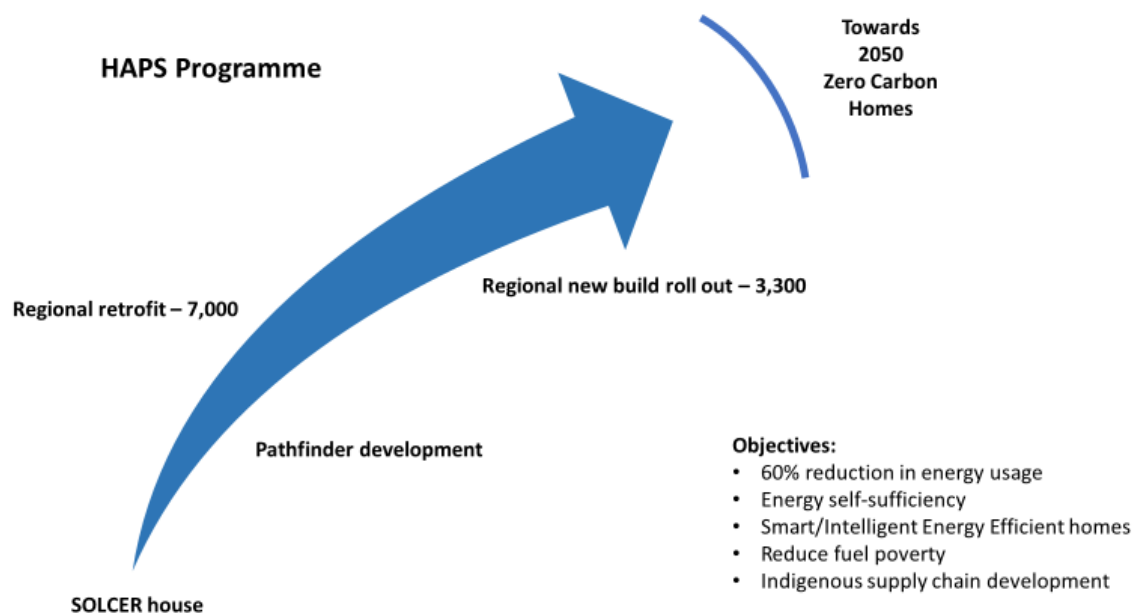 HAPS Programme
Towards
2050
Zero Carbon
Homes
Regional new build roll out – 3,300
Regional retrofit – 7,000
Pathfinder development
Objectives:
• 60% reduction in energy usage
• Energy self-sufficiency
• Smart/Intelligent Energy Efficient homes
• Reduce fuel poverty
• Indigenous supply chain development
SOLCER house